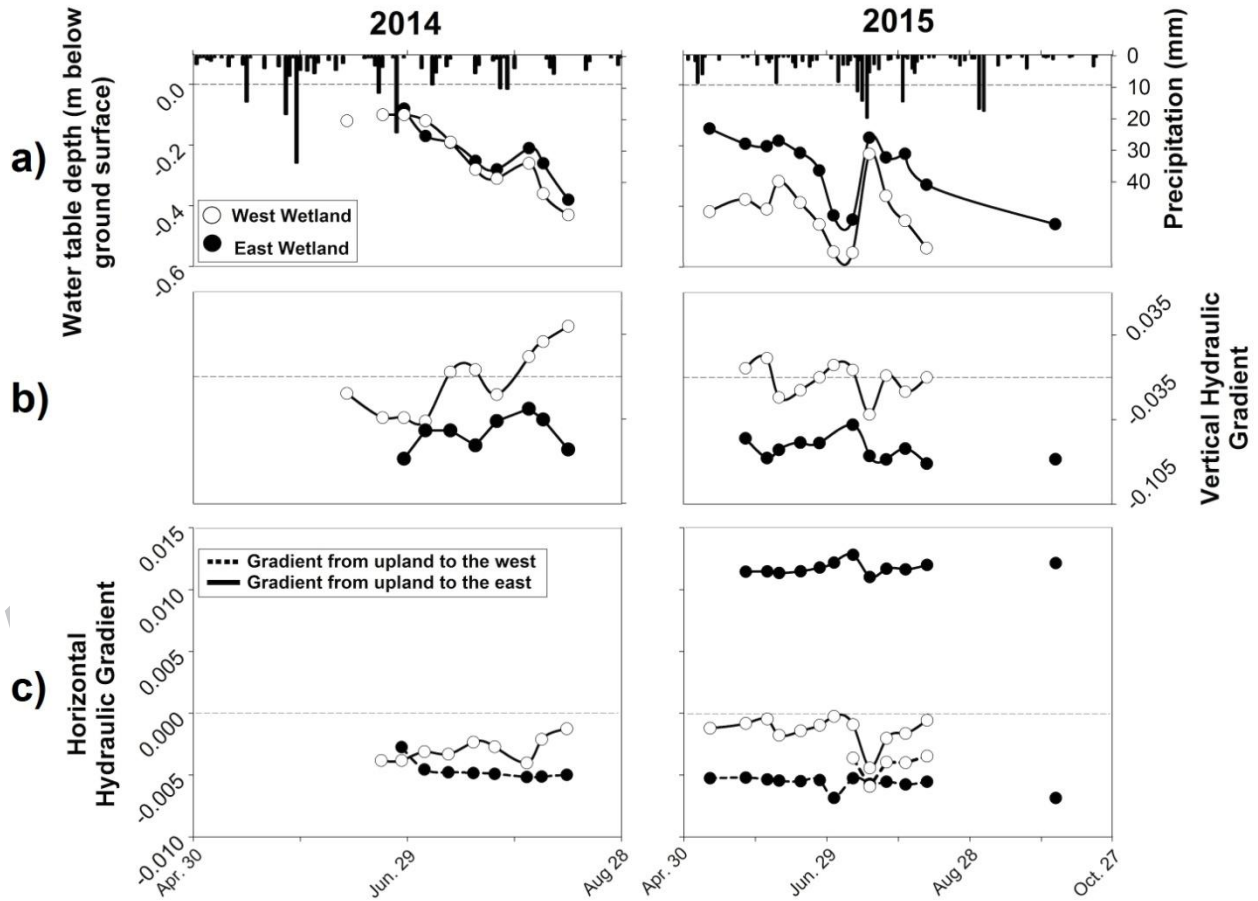 2014
2015
a)
Water table depth (m below
ground surface)
0.0
-0.2
-0.4
-0.6
West Wetland
East Wetland
0
10
20
30
40
Precipitation (mm)
b)
0.035
-0.035
-0.105
Vertical Hydraulic
Gradient
c)
Horizontal
Hydraulic Gradient
0.015
0.010
0.005
0.000
-0.005
-0.010
Gradient from upland to the west
Gradient from upland to the east
Apr. 30
Jun. 29
Aug 28
Apr. 30
Jun. 29
Aug 28
Oct. 27